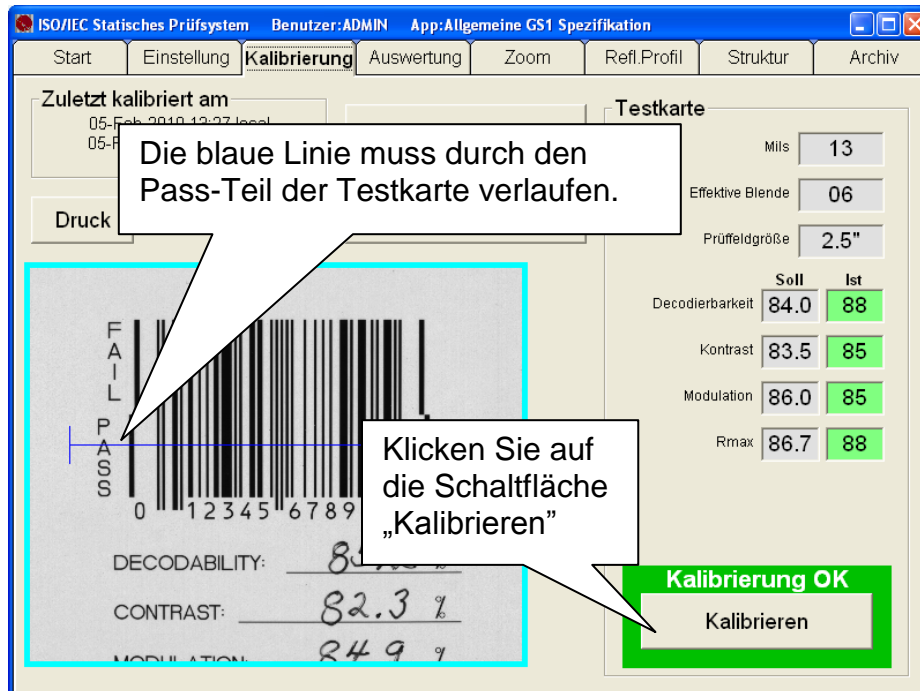 ISO/IEC Statisches Prüfsystem Benutzer:ADMIN App:Allgemeine GS1 Spezifikation
Start Einstellung Kalibrierung Auswertung Zoom Refl.Profil Struktur Archiv
Zuletzt kalibriert am
Die blaue Linie muss durch den
Pass-Teil der Testkarte verlaufen.
Druck
Testkarte
Mils 13
Effektive Blende 06
Prüffeldgröße 2.5"
Soll Ist
Decodierbarkeit 84.0 88
Kontrast 83.5 85
Modulation 86.0 85
Rmax 86.7 88
FAIL
PASS
0 12345 6789
DECODABILITY:
CONTRAST: 82.3 %
MODULATION: 84.9 %
Klicken Sie auf
die Schaltfläche
„Kalibrieren”
Kalibrierung OK
Kalibrieren